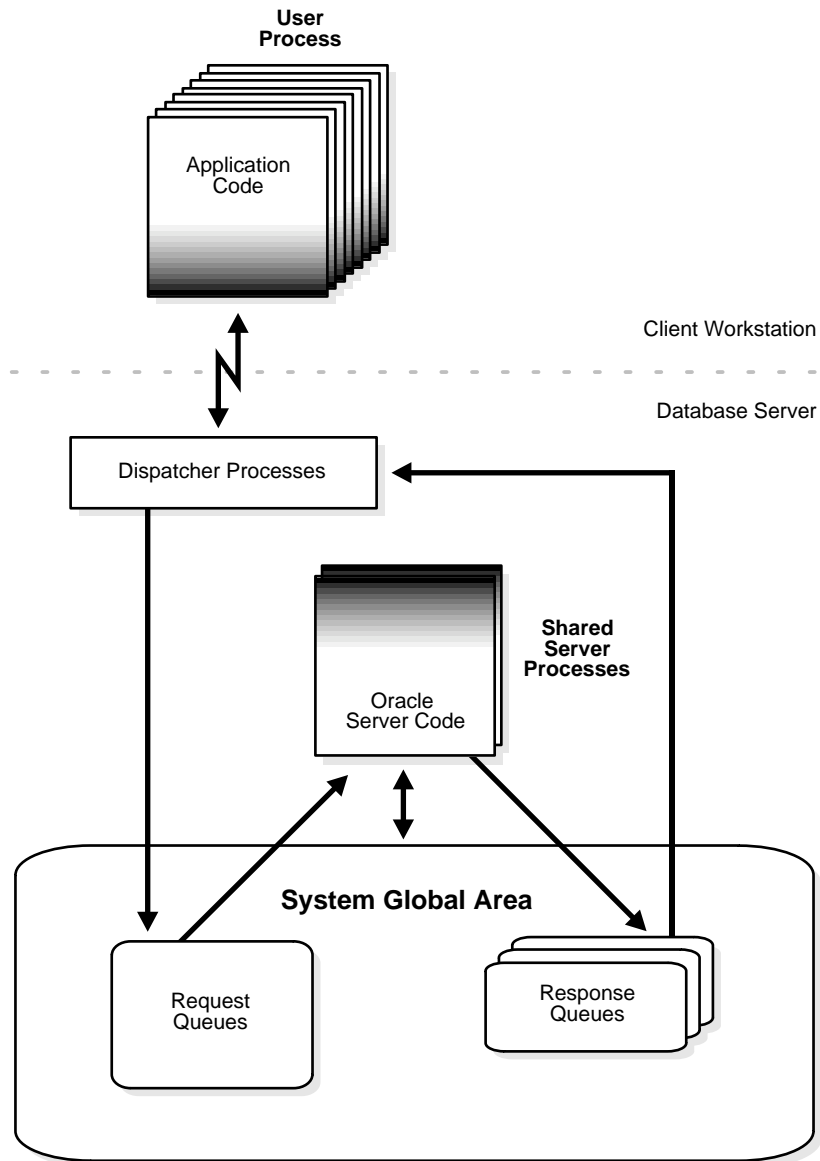 User
Process
Application
Code
Client Workstation
Database Server
Dispatcher Processes
Shared
Server
Processes
Oracle
Server Code
System Global Area
Request
Queues
Response
Queues